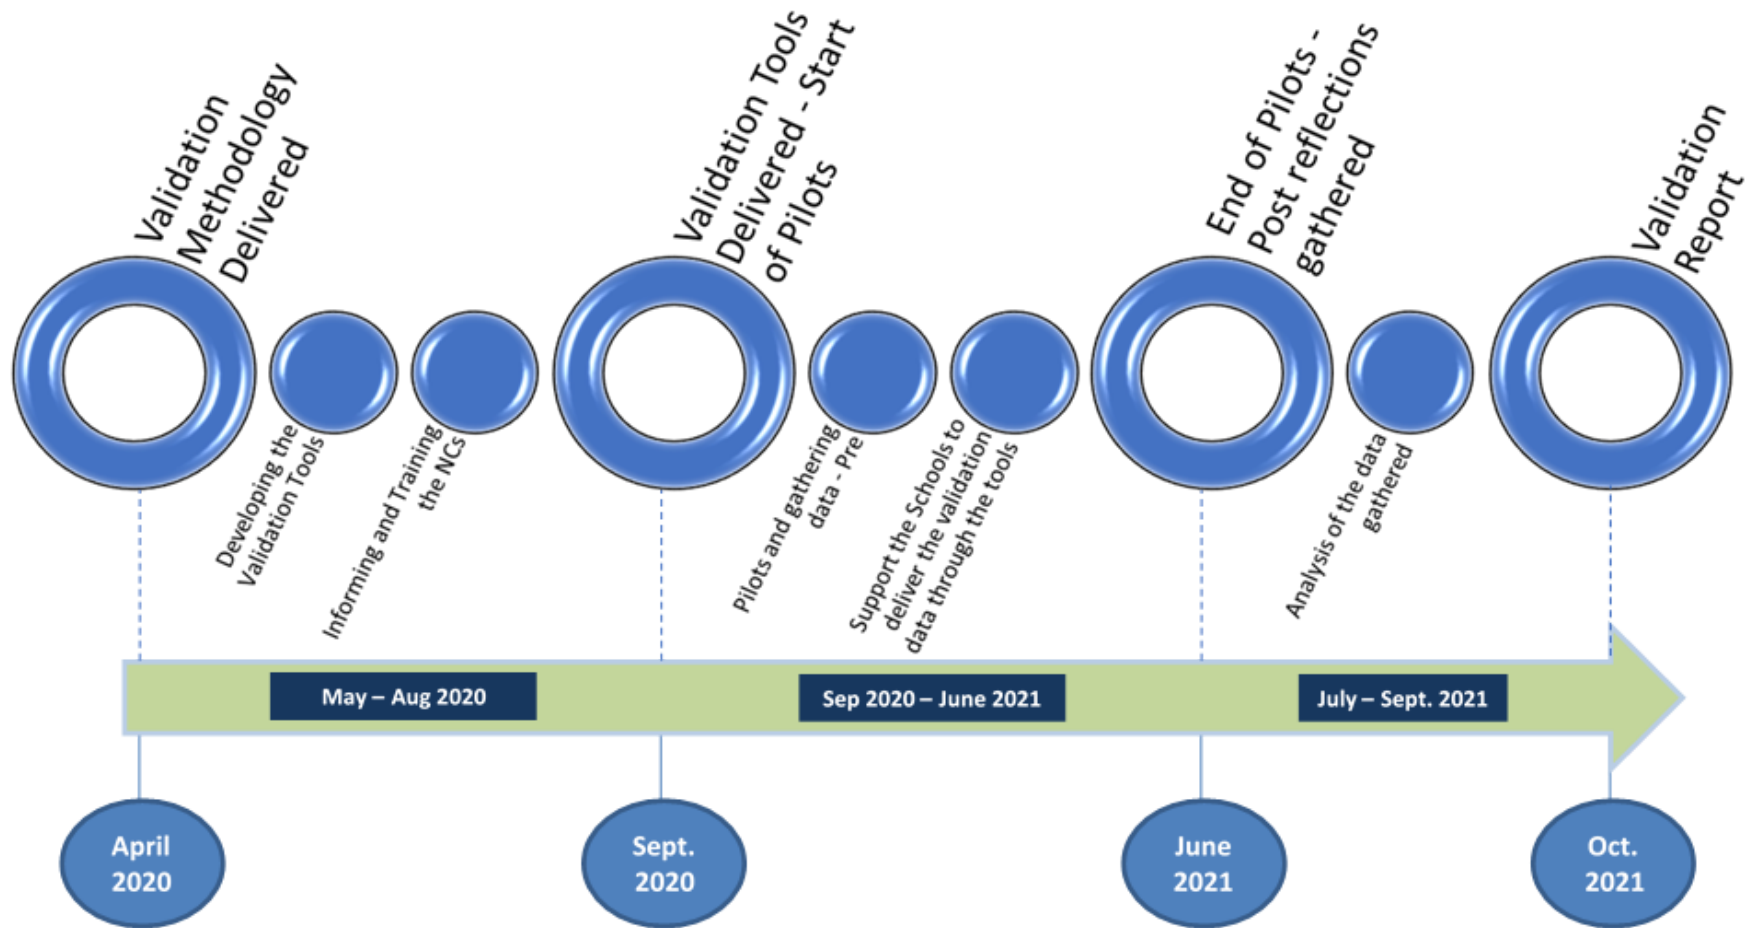 Validation
Methodology
Delivered
Developing the
Validation Tools
Informing and Training
the NCs
Validation Tools
Delivered - Start
of Pilots
Pilots and gathering
data - Pre
Support the Schools to
deliver the validation
data through the tools
End of Pilots -
Post reflections
gathered
Analysis of the data
gathered
Validation
Report
May – Aug 2020
Sep 2020 – June 2021
July – Sept. 2021
April
2020
Sept.
2020
June
2021
Oct.
2021